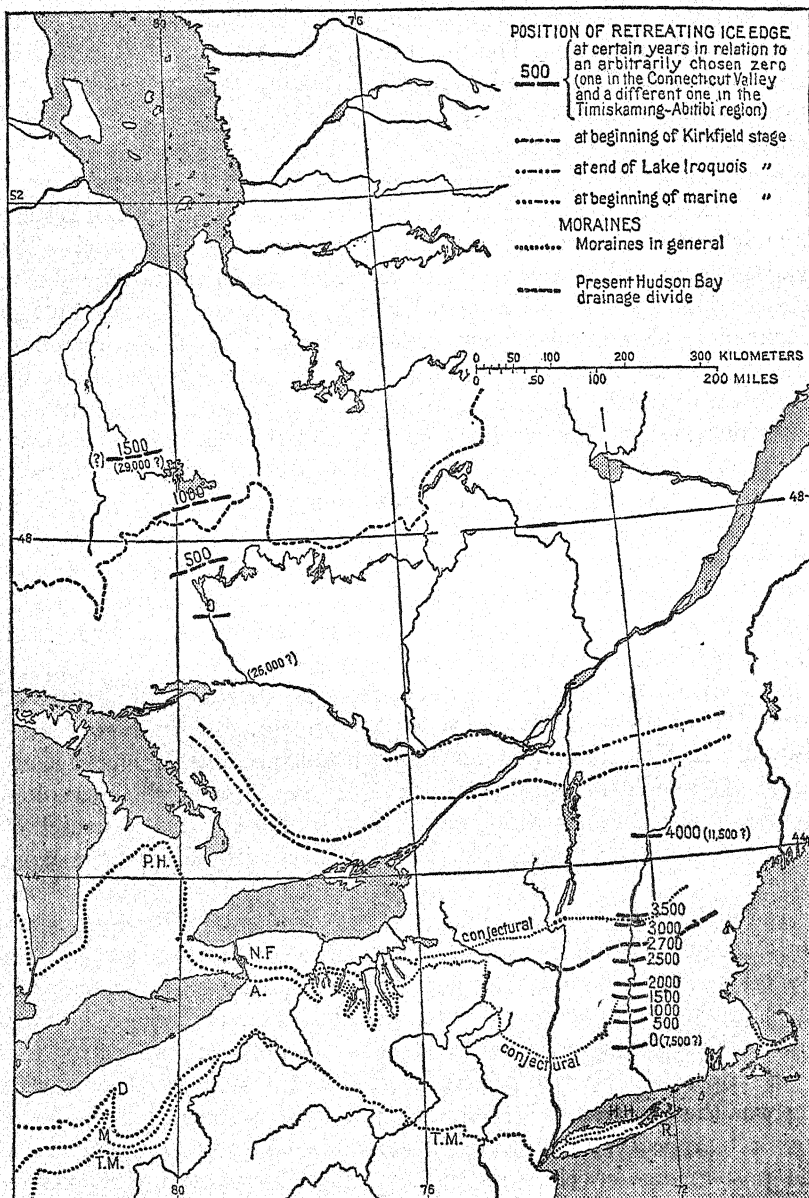 80
76
POSITION OF RETREATING ICE EDGE
500
at certain years in relation to
an arbitrarily chosen zero
(one in the Connecticut Valley
and a different one in the
Timiskaming-Abitibi region)
at beginning of Kirkfield stage
at end of Lake Iroquois "
at beginning of marine "
MORAINES
Moraines in general
Present Hudson Bay
drainage divide
52
0 50 100 200 300 KILOMETERS
0 50 100 200 MILES
1500
(?)
(29,000 ?)
1000
48
48
500
0
(26,000 ?)
4000 (11,500 ?)
44
44
P.H.
3500
3000
2700
2500
2000
1500
1000
500
0 (7,500 ?)
conjectural
N.F
A.
conjectural
D
M.
T.M.
T.M.
H.H.
R.
80
76
72